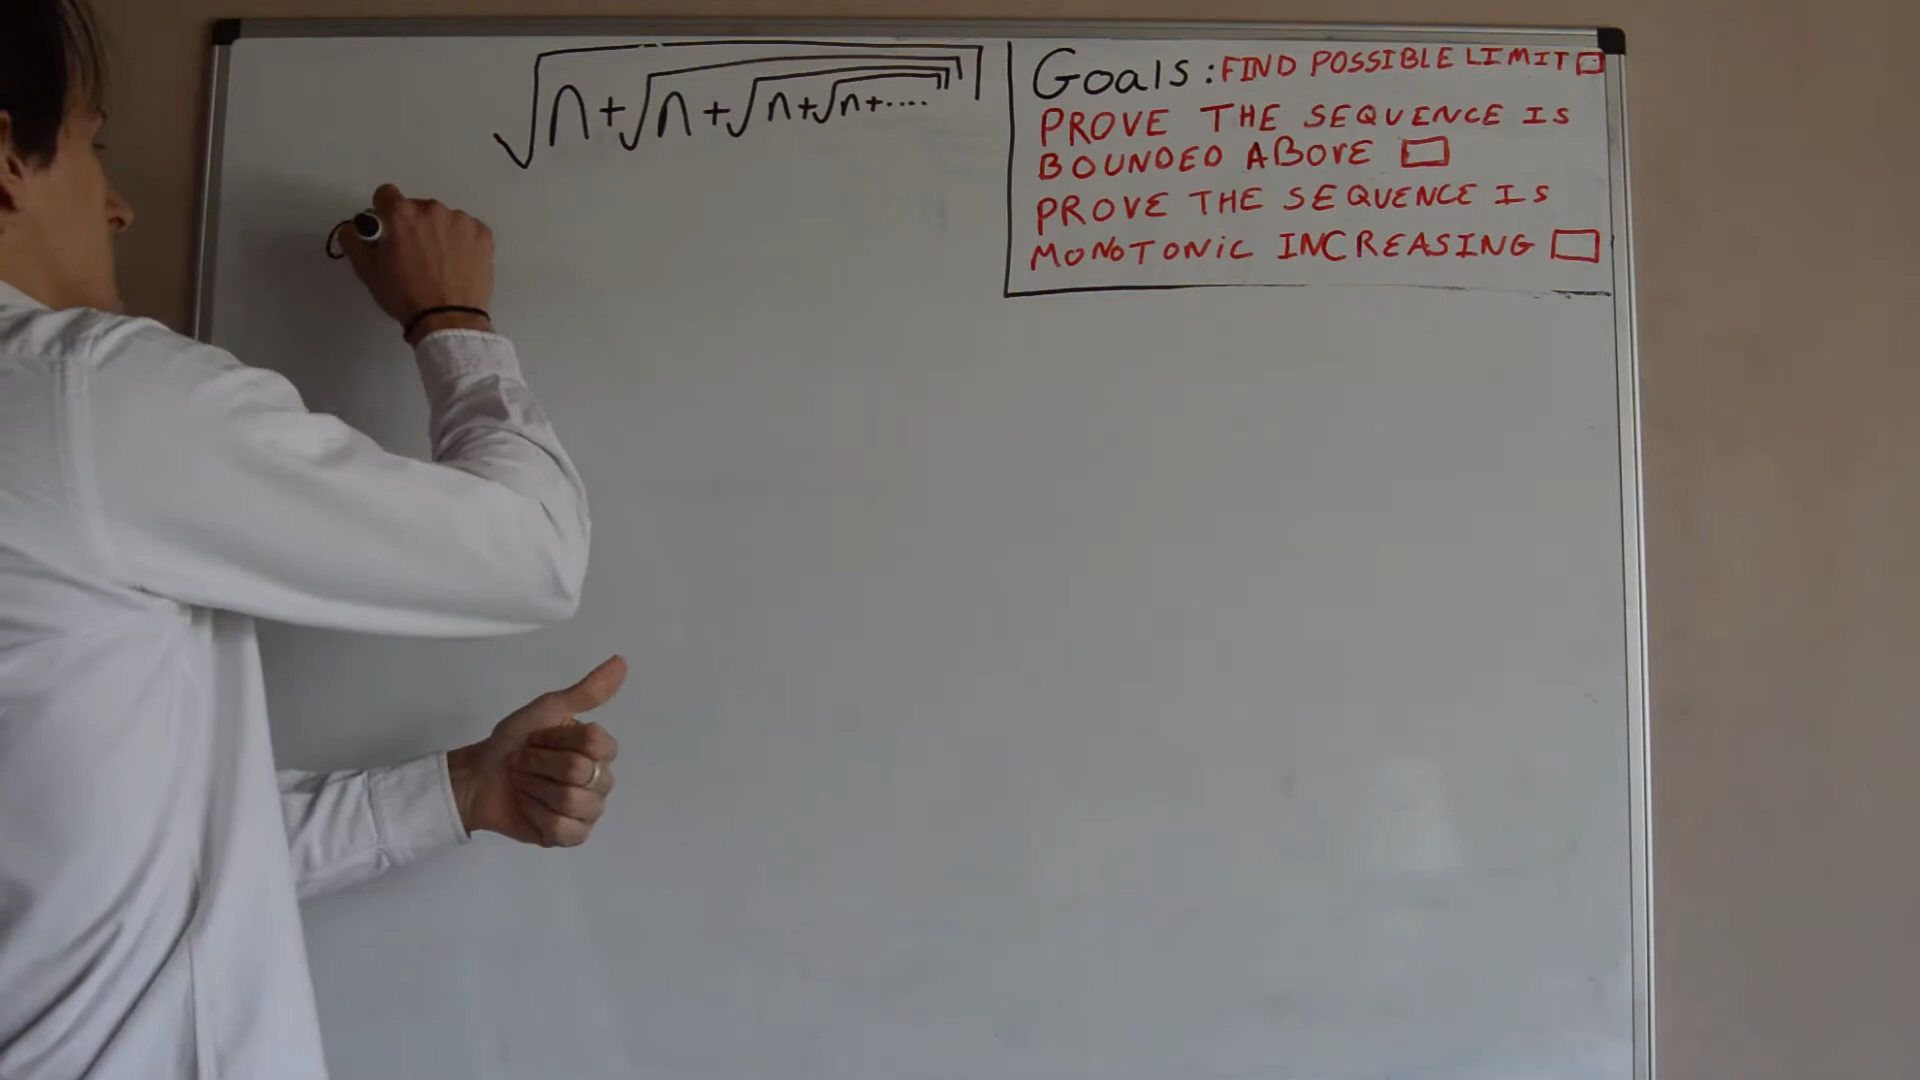 √n+√n+√n+√n+....
Goals: FIND POSSIBLE LIMIT
PROVE THE SEQUENCE IS
BOUNDED ABOVE
PROVE THE SEQUENCE IS
MONOTONiC INCREASING